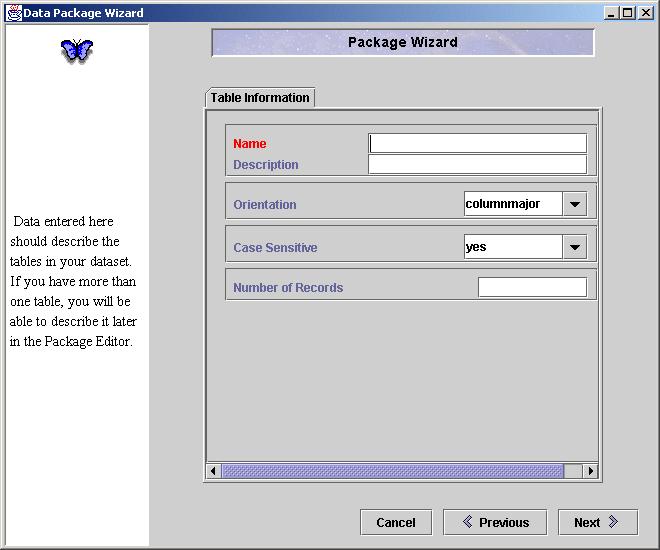 Data Package Wizard
Package Wizard
Table Information
Name
Description
Orientation
columnmajor
Case Sensitive
yes
Number of Records
Data entered here
should describe the
tables in your dataset.
If you have more than
one table, you will be
able to describe it later
in the Package Editor.
Cancel
Previous
Next